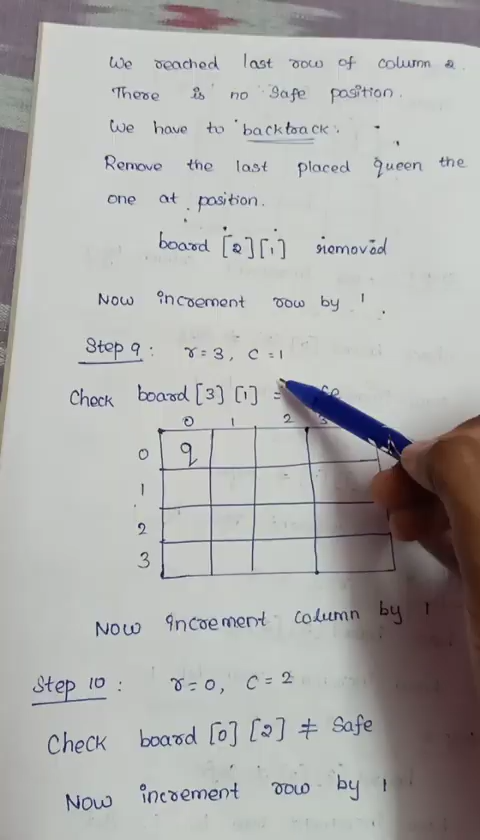 We reached last row of column 2.
There is no safe position.
We have to backtrack.
Remove the last placed queen the
one at position.
board [2][1] removed
Now increment row by 1.
Step 9: r=3, c=1
Check board [3] [1] =
0 1 2 3
0 q
1
2
3
Now increment column by 1
Step 10: r=0, c=2
Check board [0] [2] ≠ Safe
Now increment row by 1